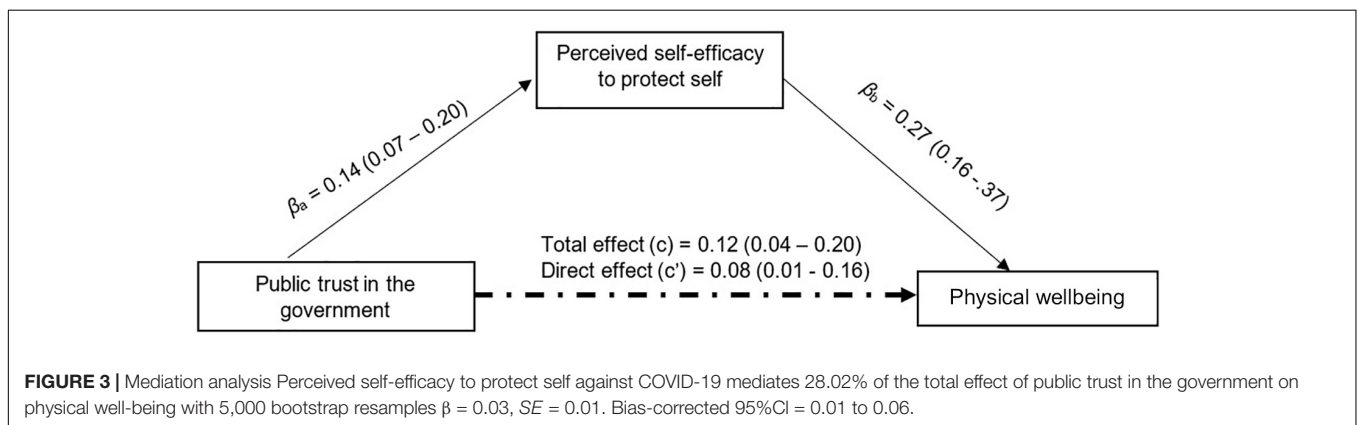 Perceived self-efficacy
to protect self
βa = 0.14 (0.07 – 0.20)
βb = 0.27 (0.16 -.37)
Total effect (c) = 0.12 (0.04 – 0.20)
Direct effect (c’) = 0.08 (0.01 - 0.16)
Public trust in the
government
Physical wellbeing
FIGURE 3 | Mediation analysis Perceived self-efficacy to protect self against COVID-19 mediates 28.02% of the total effect of public trust in the government on
physical well-being with 5,000 bootstrap resamples β = 0.03, SE = 0.01. Bias-corrected 95%CI = 0.01 to 0.06.